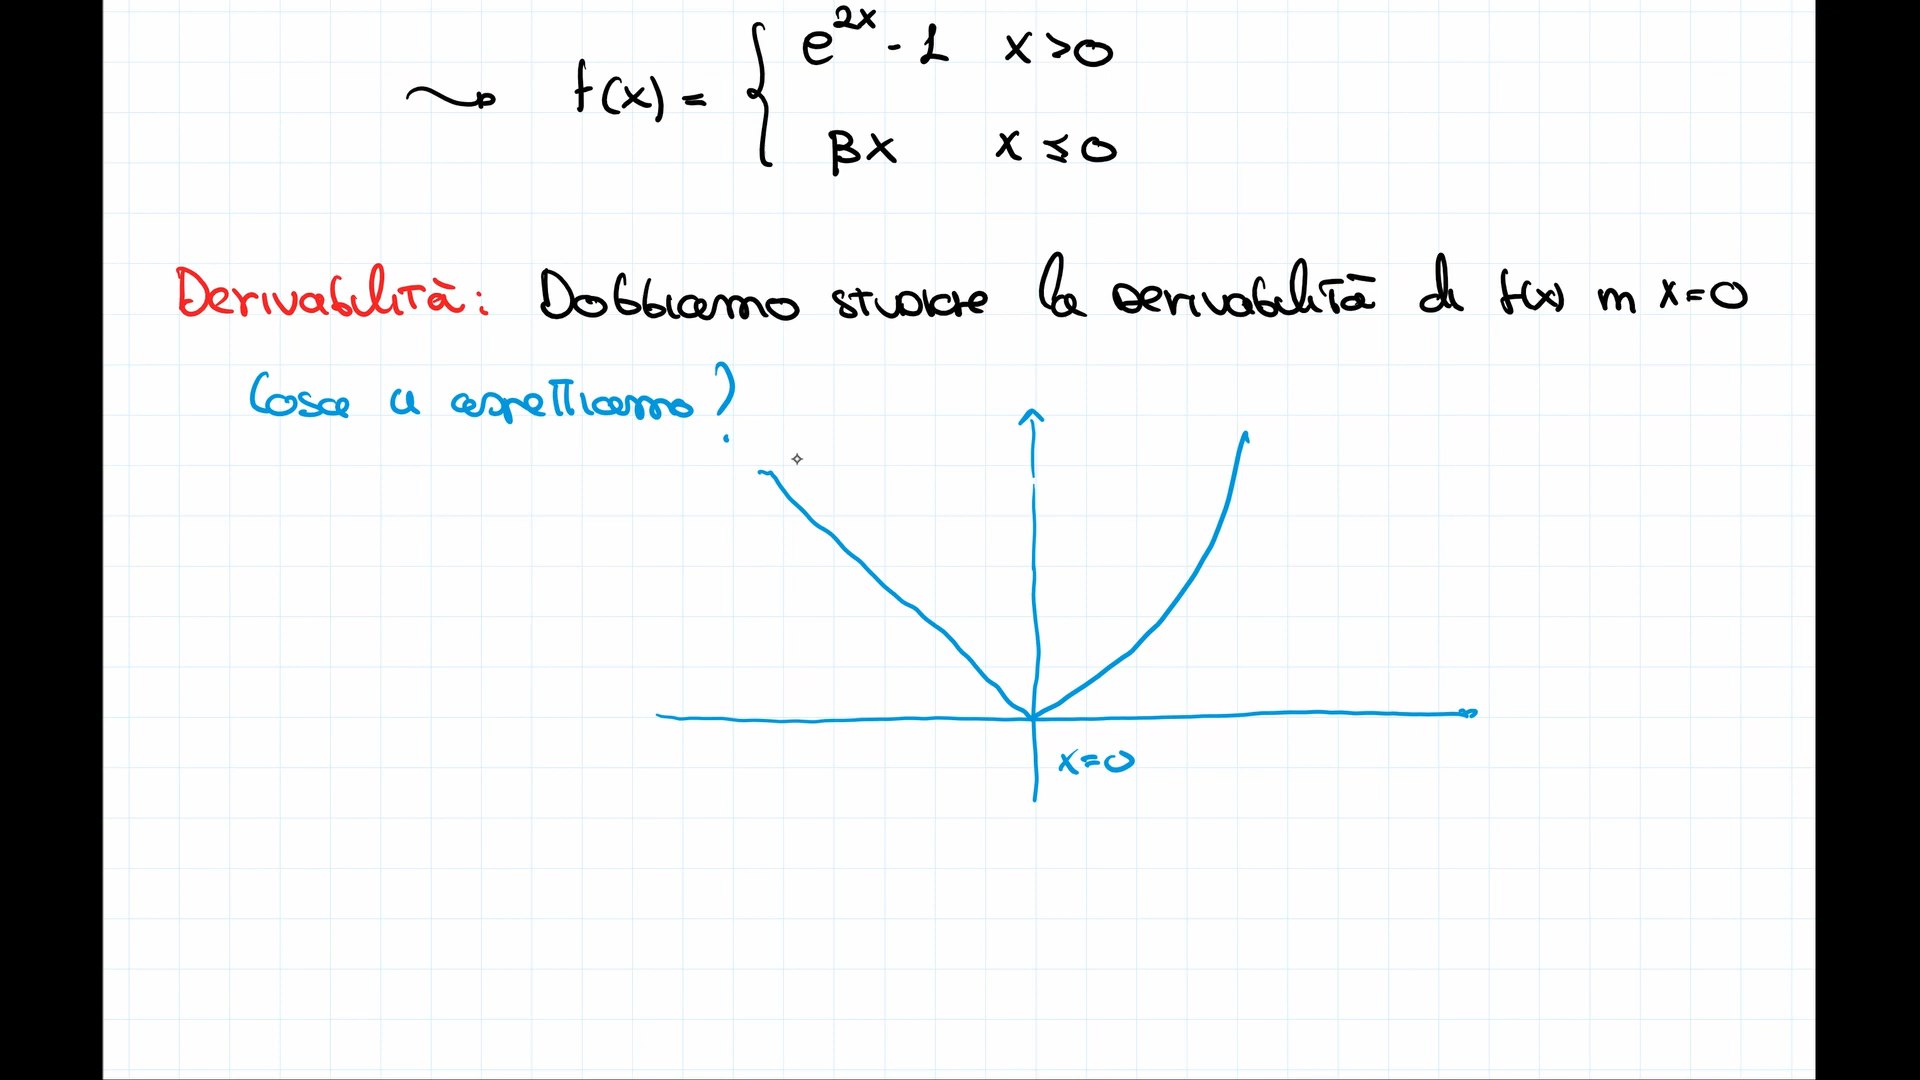 e^{2x} - 1 x > 0
f(x) =
βx x ≤ 0
Derivabilità: Dobbiamo studiare la derivabilità di f(x) in x=0
Cosa ci aspettiamo?
x=0